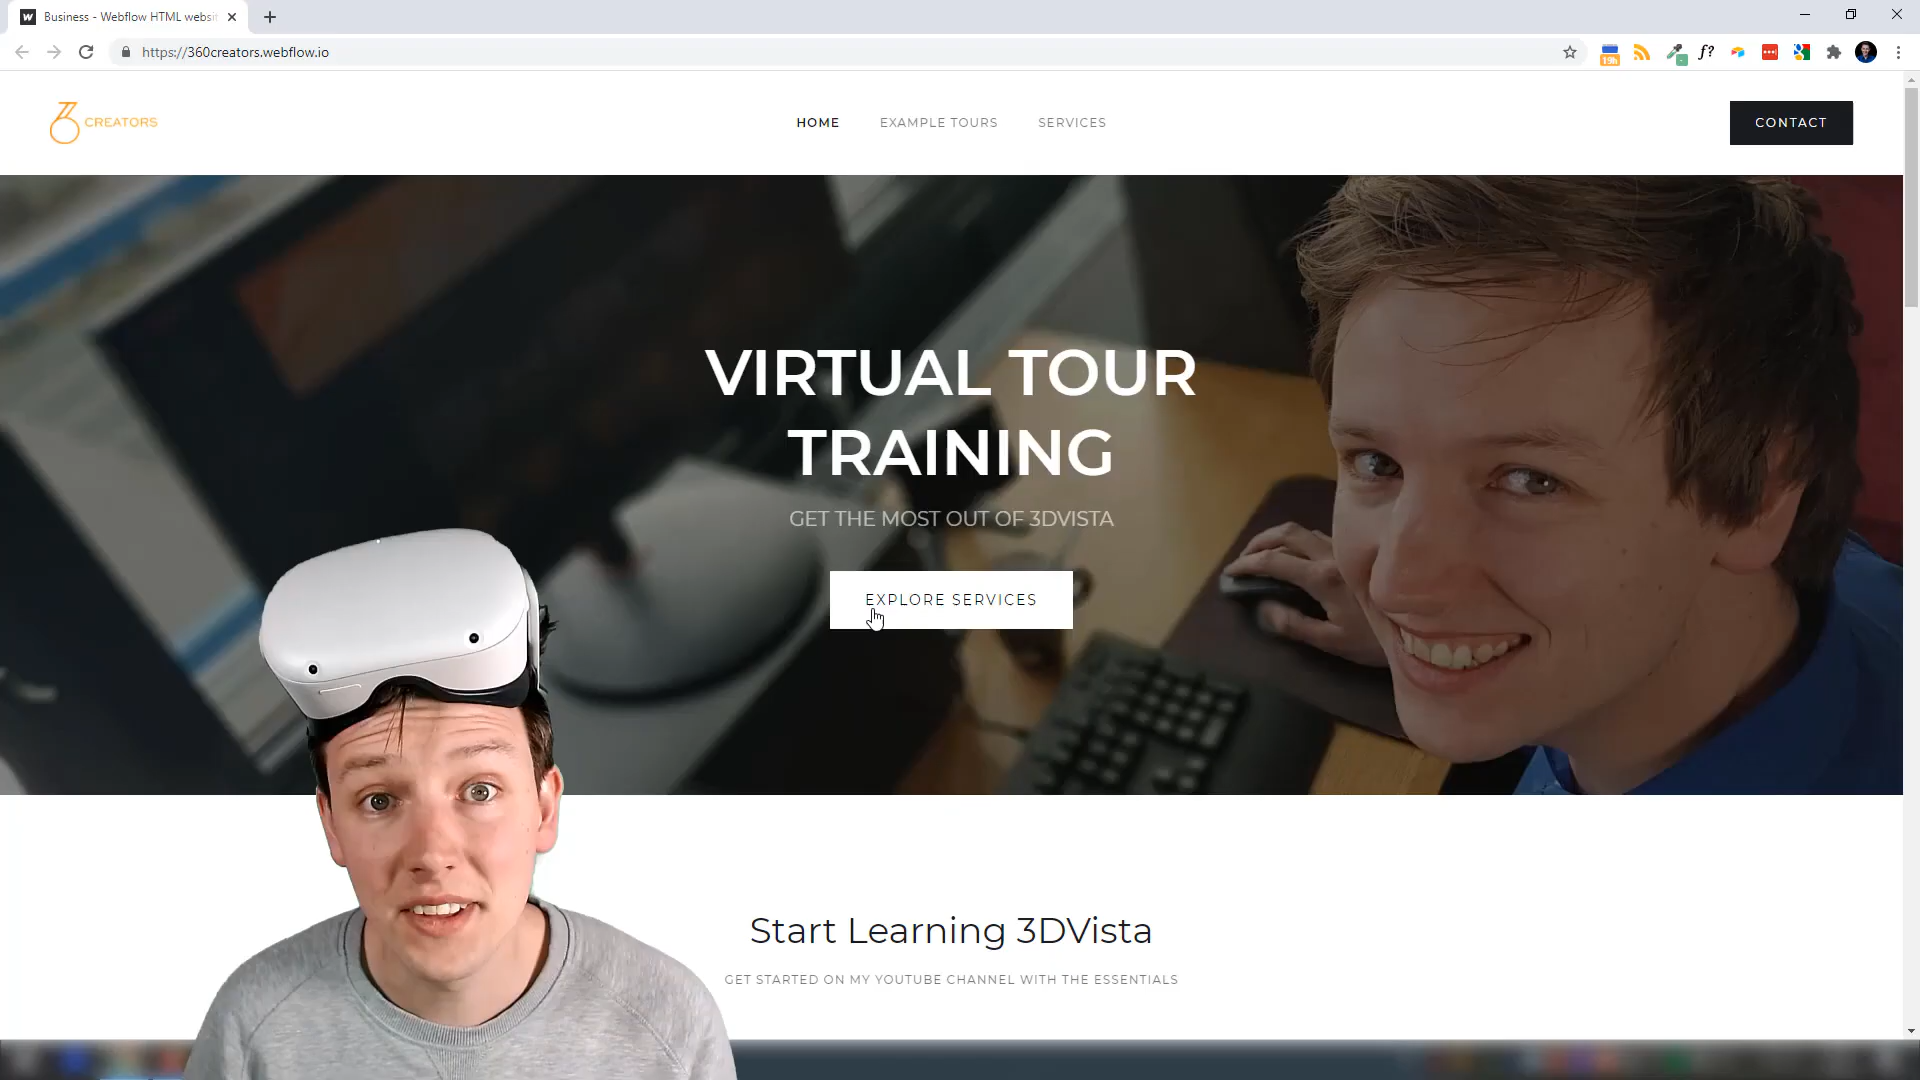 Business - Webflow HTML websi
https://360creators.webflow.io
19h
f?
CREATORS
HOME
EXAMPLE TOURS
SERVICES
CONTACT
VIRTUAL TOUR
TRAINING
GET THE MOST OUT OF 3DVISTA
EXPLORE SERVICES
Start Learning 3DVista
GET STARTED ON MY YOUTUBE CHANNEL WITH THE ESSENTIALS